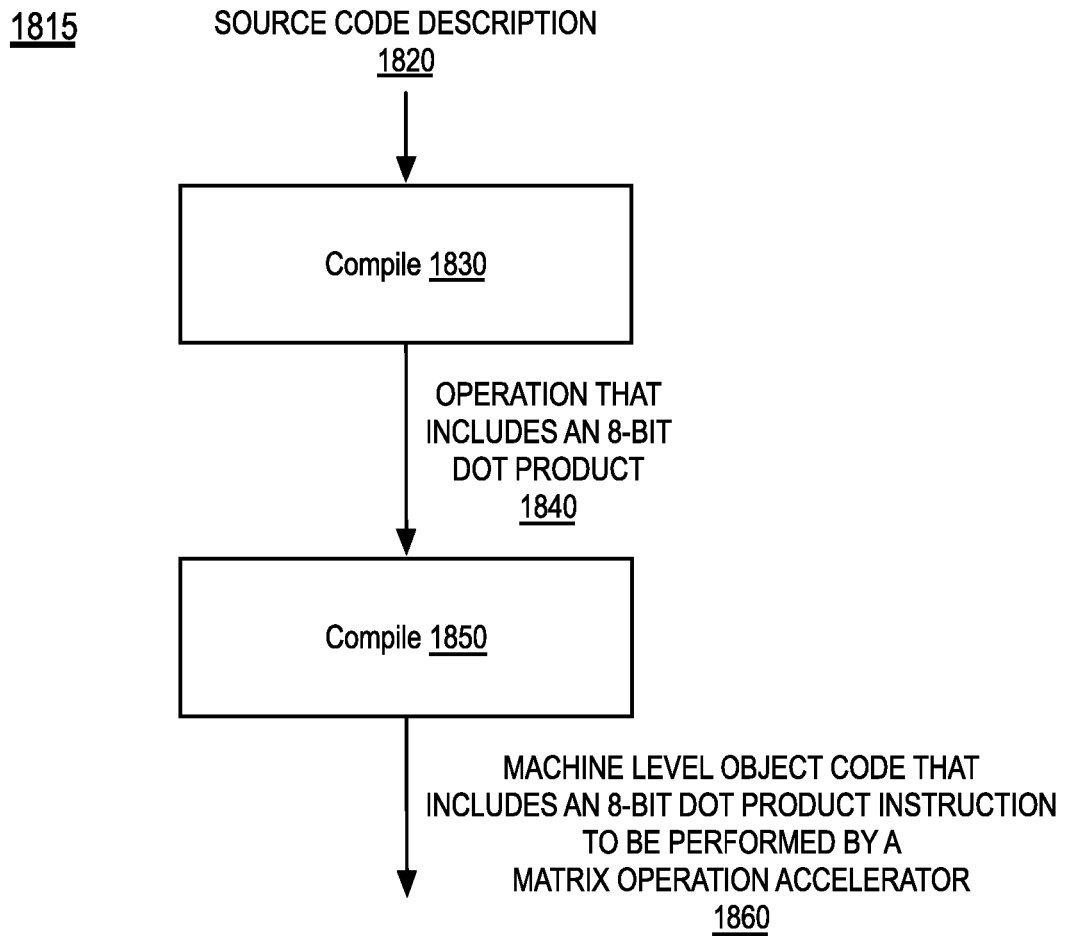 1815
SOURCE CODE DESCRIPTION
1820
Compile 1830
OPERATION THAT
INCLUDES AN 8-BIT
DOT PRODUCT
1840
Compile 1850
MACHINE LEVEL OBJECT CODE THAT
INCLUDES AN 8-BIT DOT PRODUCT INSTRUCTION
TO BE PERFORMED BY A
MATRIX OPERATION ACCELERATOR
1860